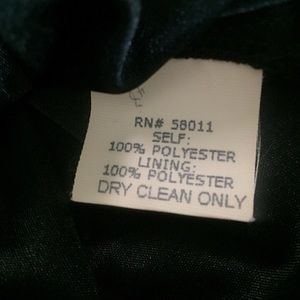 RN# 58011
SELF:
100% POLYESTER
LINING:
100% POLYESTER
DRY CLEAN ONLY